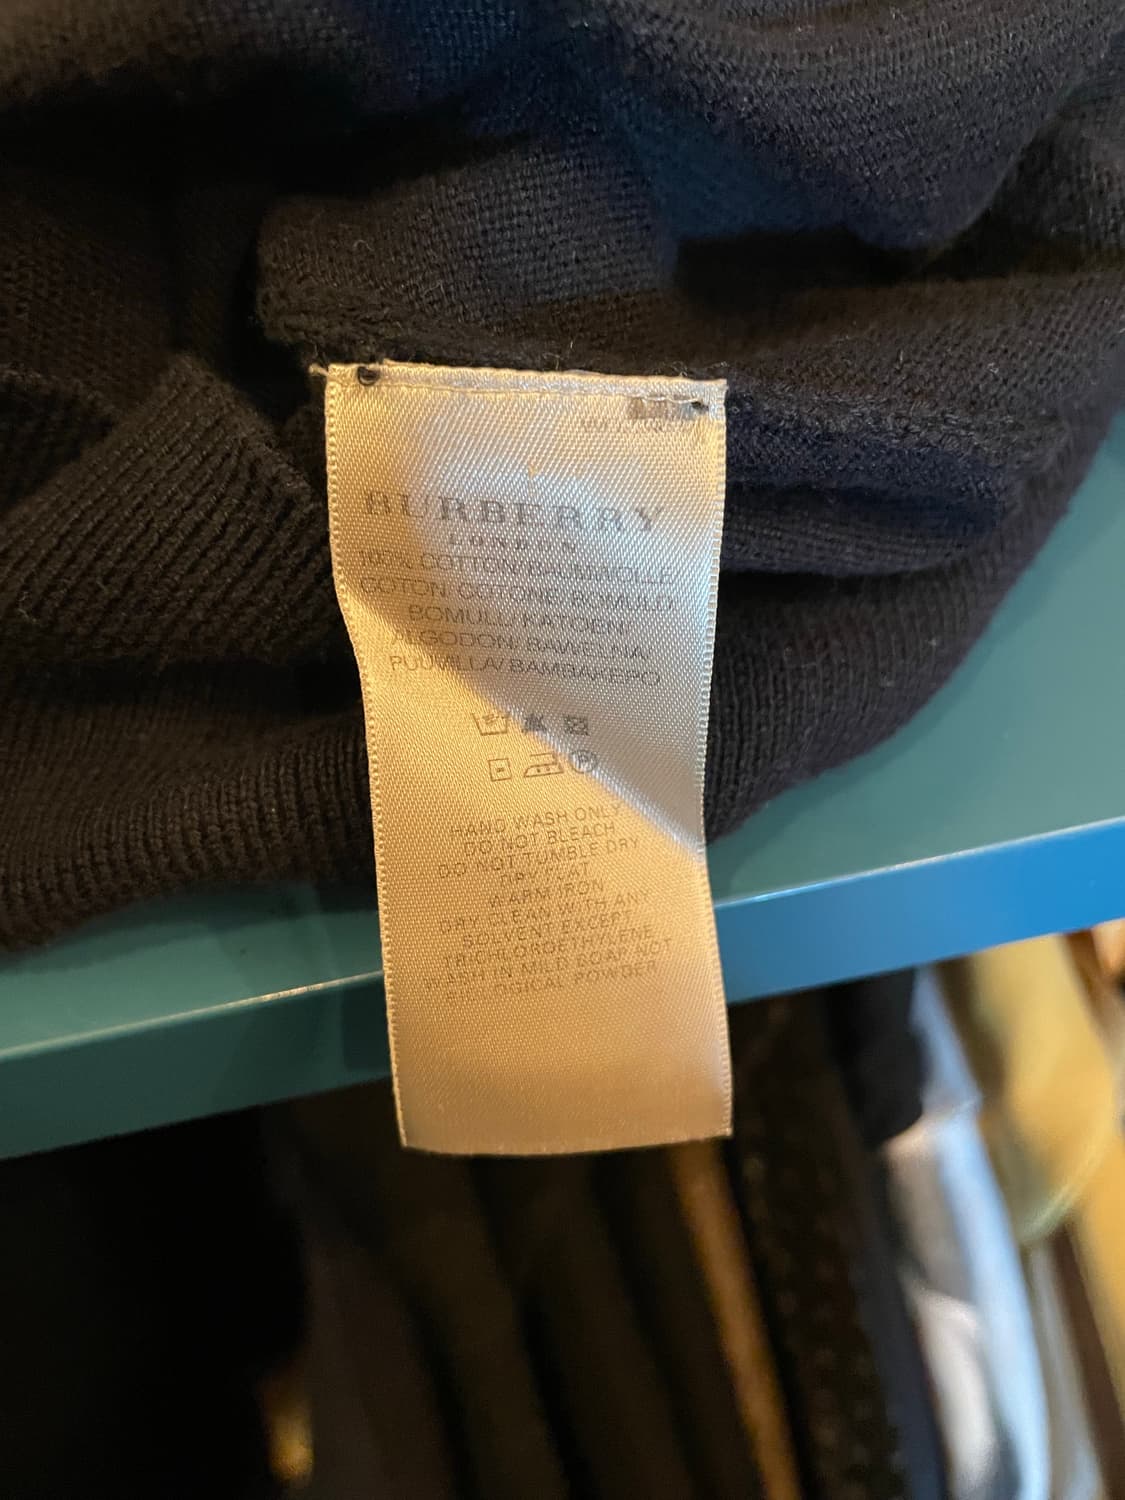 BURBERRY
LONDON
100% COTTON/BAUMWOLLE/
COTON/COTONE/BOMULD/
BOMULL/KATOEN/
ALGODON/BAWELNA/
PUUVILLA/BAMBAKEPO
P
HAND WASH ONLY
DO NOT BLEACH
DO NOT TUMBLE DRY
DRY FLAT
WARM IRON
DRY CLEAN WITH ANY
SOLVENT EXCEPT
TRICHLOROETHYLENE
WASH IN MILD SOAP NOT
BIOLOGICAL POWDER